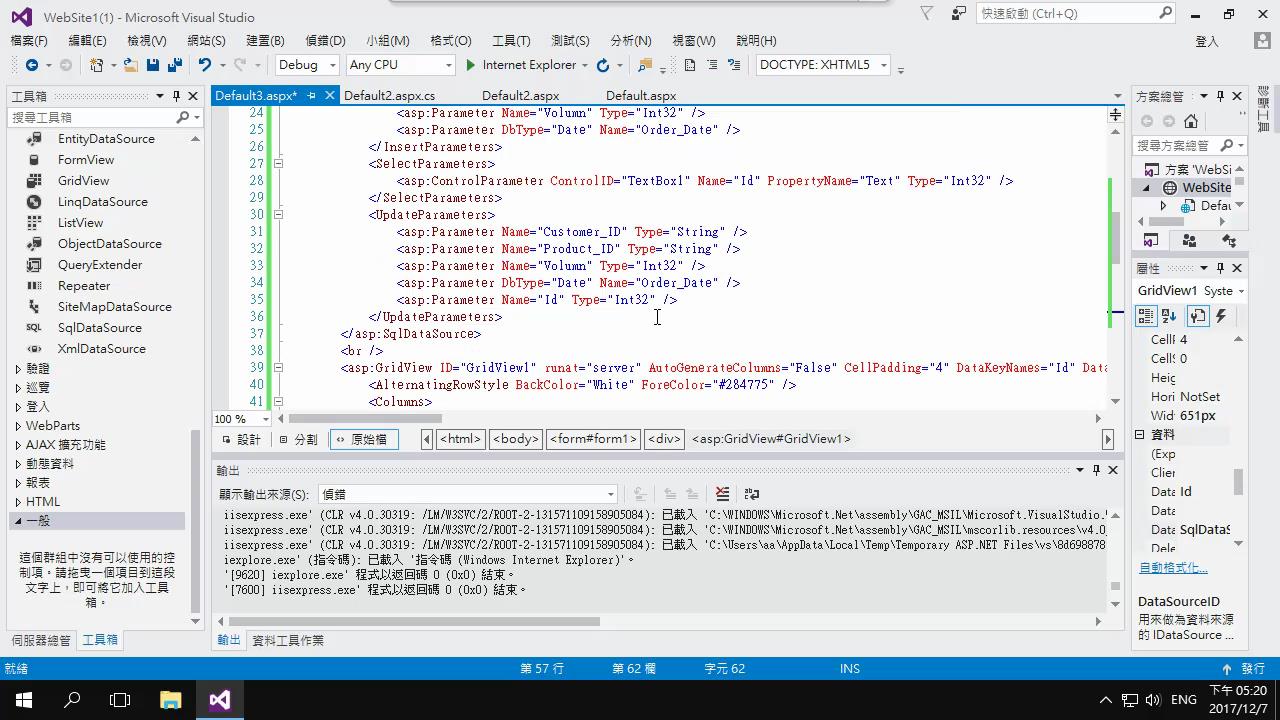 WebSite1(1) - Microsoft Visual Studio
快速啟動 (Ctrl+Q)
檔案(F) 編輯(E) 檢視(V) 網站(S) 建置(B) 偵錯(D) 小組(M) 格式(O) 工具(T) 測試(S) 分析(N) 視窗(W) 說明(H) 登入
Debug Any CPU Internet Explorer DOCTYPE: XHTML5
工具箱
搜尋工具箱
EntityDataSource
FormView
GridView
LinqDataSource
ListView
ObjectDataSource
QueryExtender
Repeater
SiteMapDataSource
SqlDataSource
XmlDataSource
驗證
巡覽
登入
WebParts
AJAX 擴充功能
動態資料
報表
HTML
一般
這個群組中沒有可以使用的控
制項。請拖曳一個項目到這段
文字上，即可將它加入工具
箱。
伺服器總管 工具箱
Default3.aspx* Default2.aspx.cs Default2.aspx Default.aspx
24 <asp:Parameter Name="Volumn" Type="Int32" />
25 <asp:Parameter DbType="Date" Name="Order_Date" />
26 </InsertParameters>
27 <SelectParameters>
28 <asp:ControlParameter ControlID="TextBox1" Name="Id" PropertyName="Text" Type="Int32" />
29 </SelectParameters>
30 <UpdateParameters>
31 <asp:Parameter Name="Customer_ID" Type="String" />
32 <asp:Parameter Name="Product_ID" Type="String" />
33 <asp:Parameter Name="Volumn" Type="Int32" />
34 <asp:Parameter DbType="Date" Name="Order_Date" />
35 <asp:Parameter Name="Id" Type="Int32" />
36 </UpdateParameters>
37 </asp:SqlDataSource>
38 <br />
39 <asp:GridView ID="GridView1" runat="server" AutoGenerateColumns="False" CellPadding="4" DataKeyNames="Id" Data
40 <AlternatingRowStyle BackColor="White" ForeColor="#284775" />
41 <Columns>
100 %
設計 分割 原始檔 <html> <body> <form#form1> <div> <asp:GridView#GridView1>
輸出
顯示輸出來源(S): 偵錯
iisexpress.exe' (CLR v4.0.30319: /LM/W3SVC/2/ROOT-2-131571109158905084): 已載入 'C:\WINDOWS\Microsoft.Net\assembly\GAC_MSIL\Microsoft.VisualStudio.
iisexpress.exe' (CLR v4.0.30319: /LM/W3SVC/2/ROOT-2-131571109158905084): 已載入 'C:\WINDOWS\Microsoft.Net\assembly\GAC_MSIL\mscorlib.resources\v4.0
iisexpress.exe' (CLR v4.0.30319: /LM/W3SVC/2/ROOT-2-131571109158905084): 已載入 'C:\Users\aa\AppData\Local\Temp\Temporary ASP.NET Files\vs\8d698878
iexplore.exe' (指令碼): 已載入 '指令碼 (Windows Internet Explorer)'。
'[9620] iexplore.exe' 程式以返回碼 0 (0x0) 結束。
'[7600] iisexpress.exe' 程式以返回碼 0 (0x0) 結束。
輸出 資料工具作業
方案總管
搜尋方案總管
方案 'WebSi
WebSite
Defau
屬性
GridView1 Syste
CellP 4
CellS 0
Heig
Hori NotSet
Widt 651px
資料
(Exp
Clien
Data Id
Data
Data SqlDataS
Dele
自動格式化...
DataSourceID
用來做為資料來源
的 IDataSource ...
就緒 第 57 行 第 62 欄 字元 62 INS 發行
ENG 下午 05:20
2017/12/7